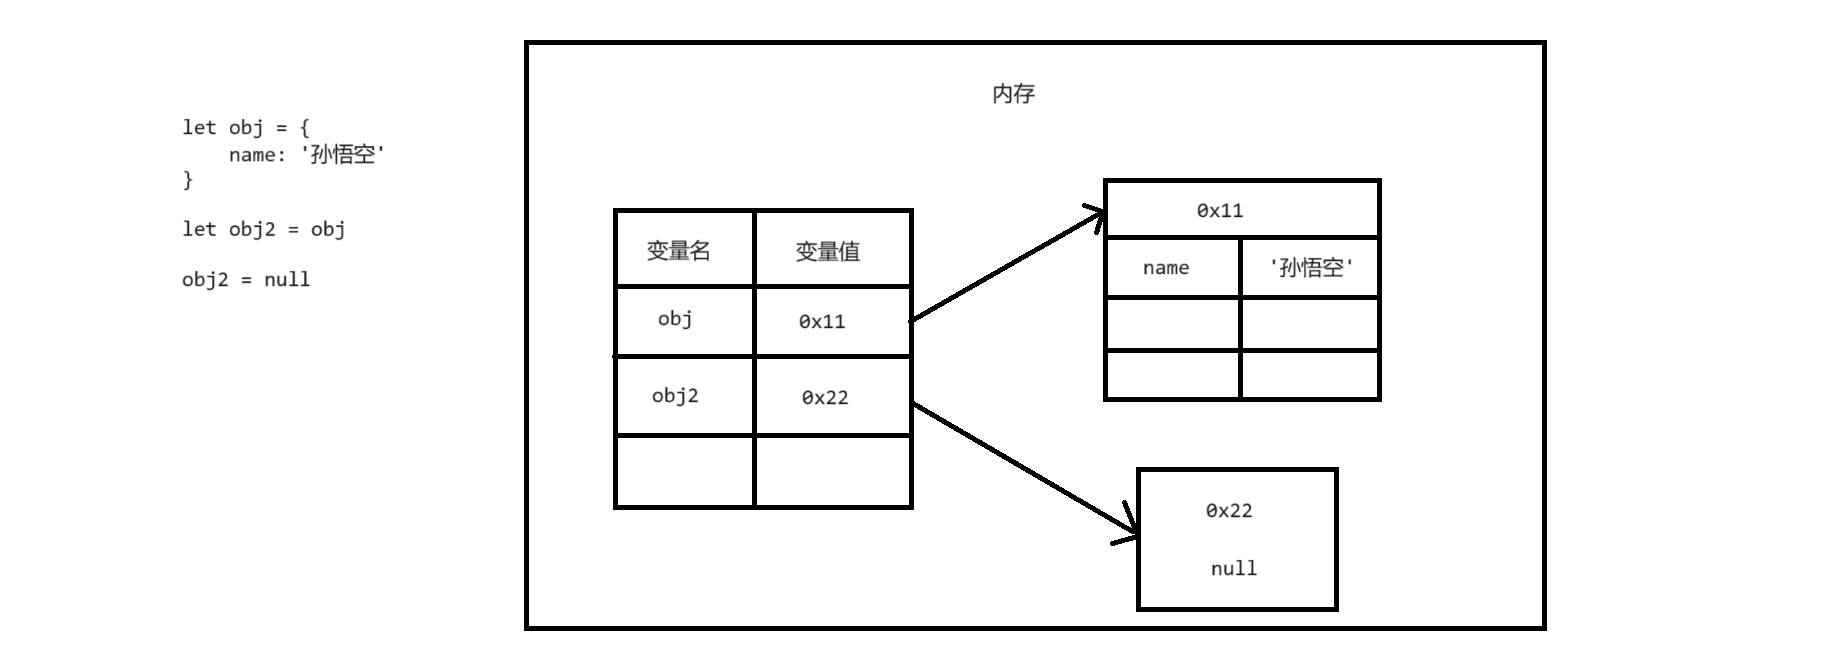 let obj = {
    name: '孙悟空'
}
let obj2 = obj
obj2 = null
内存
变量名 变量值
obj 0x11
obj2 0x22
0x11
name '孙悟空'
0x22
null